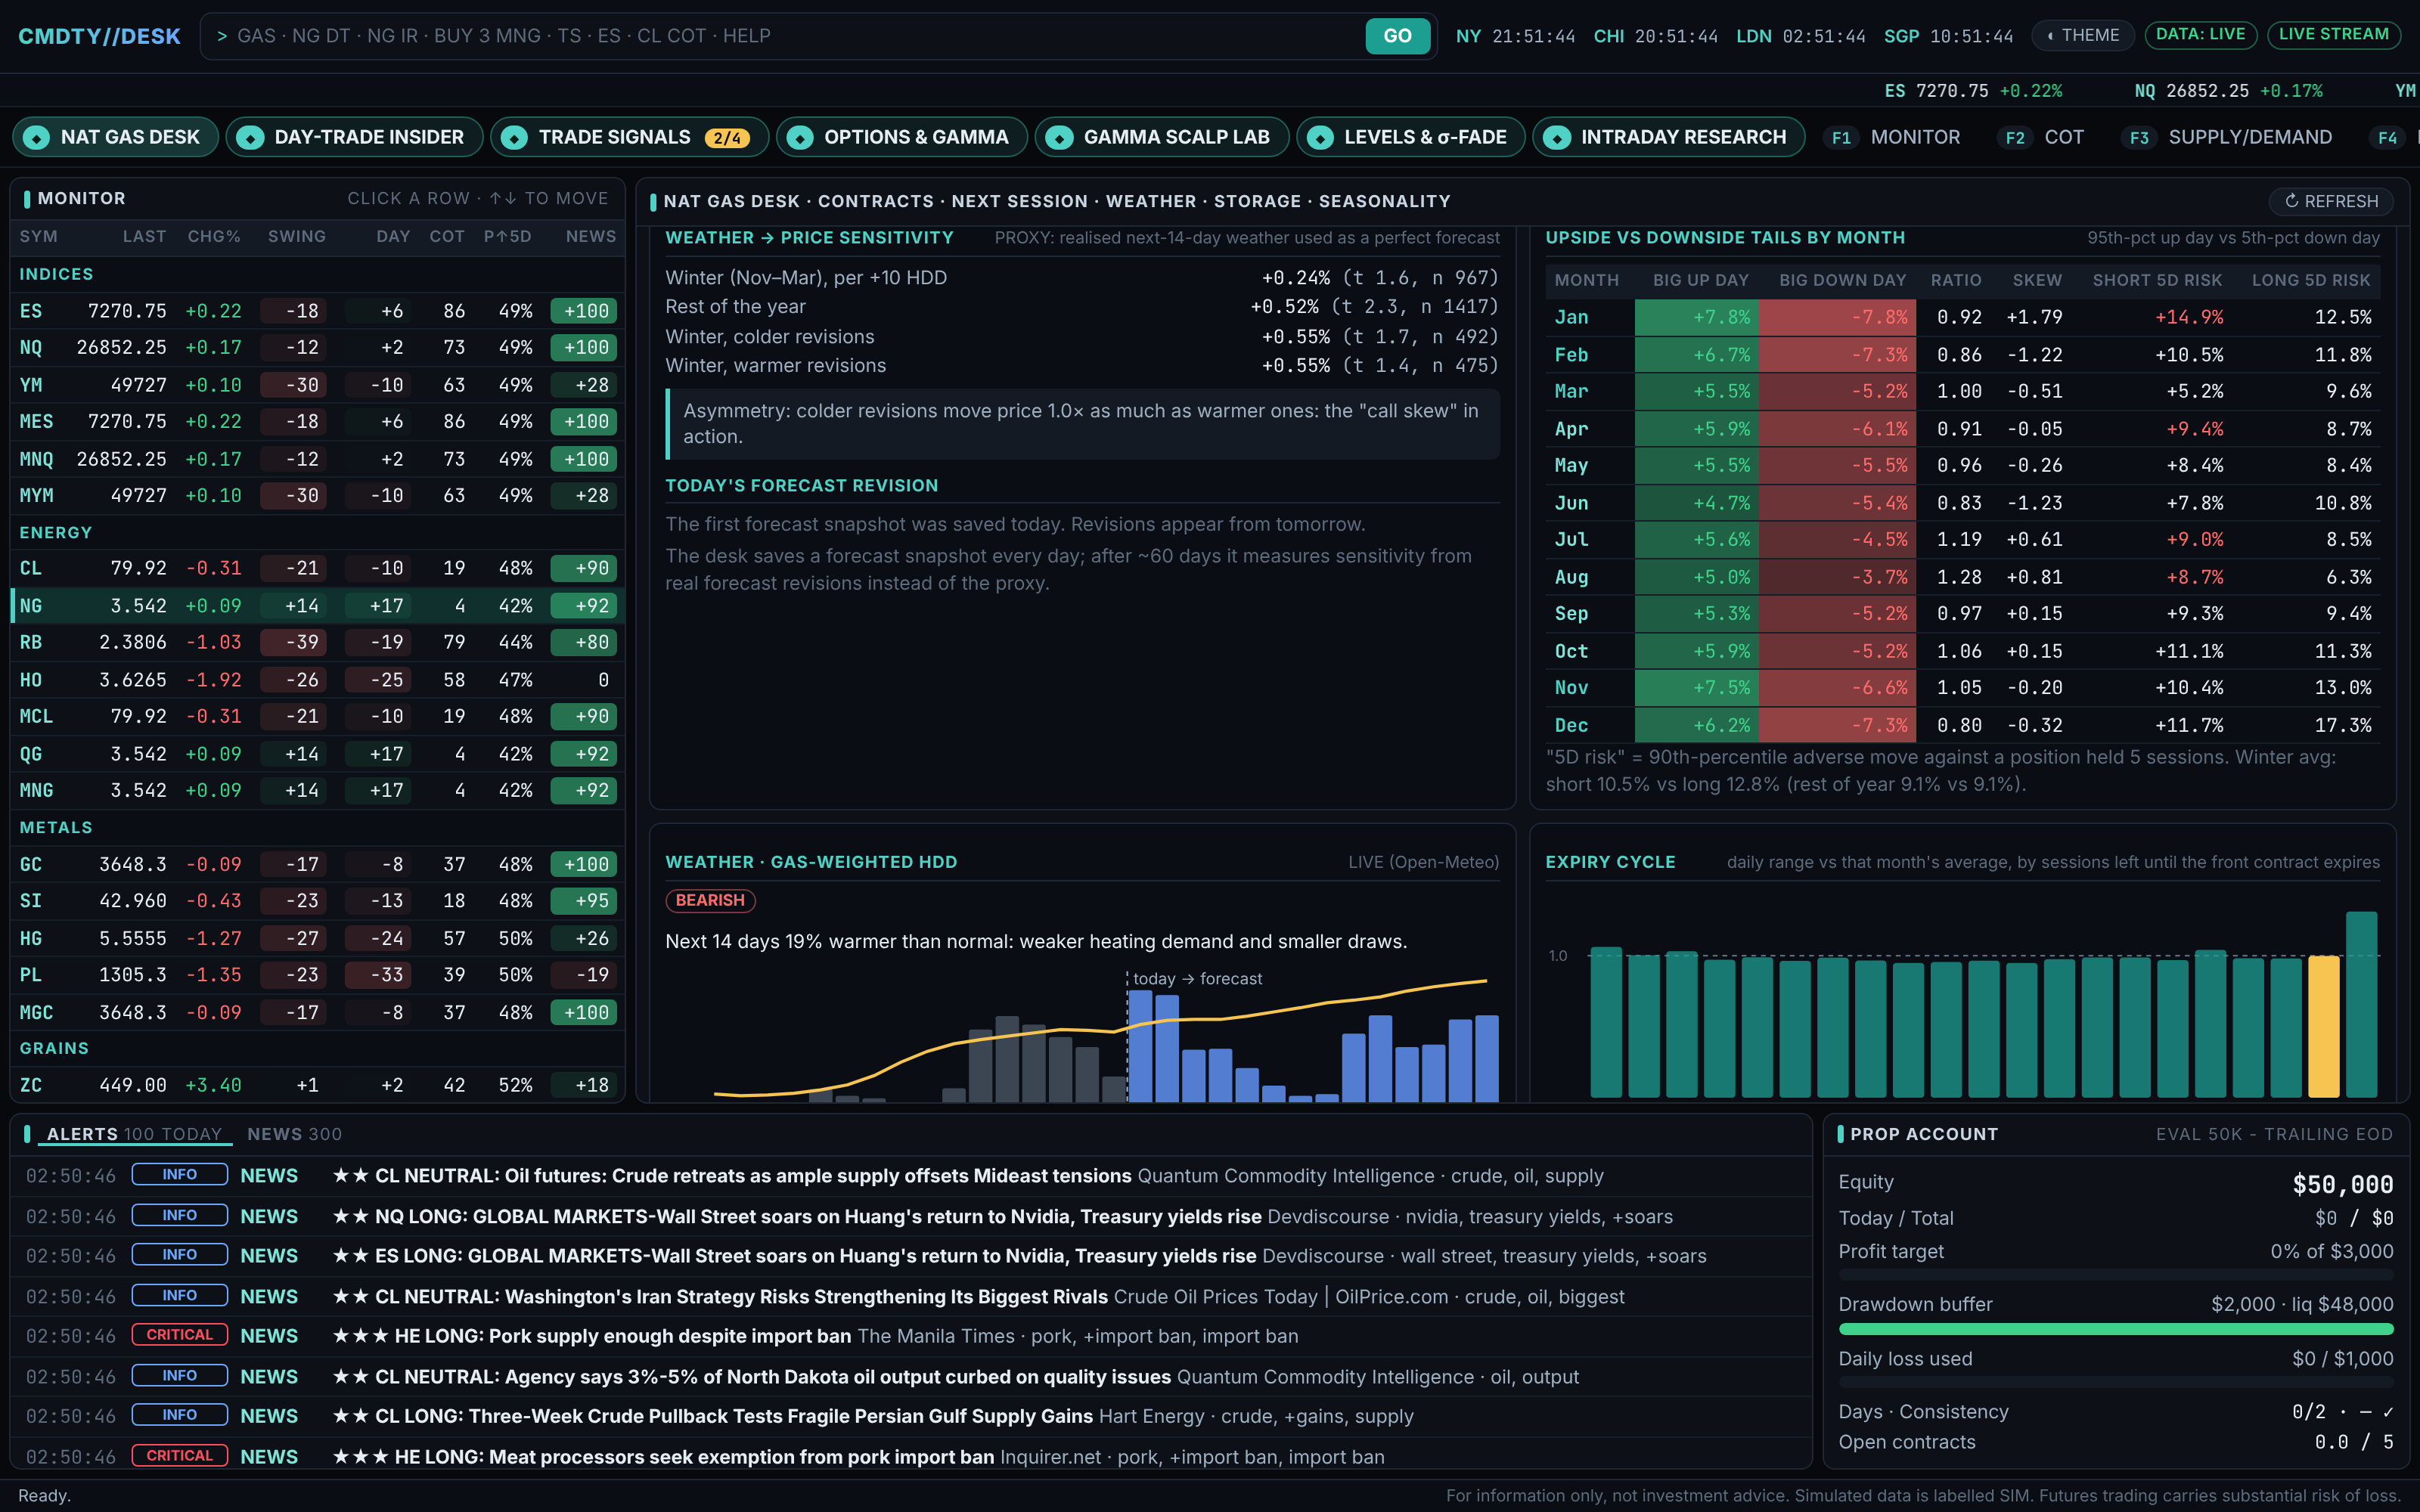 CMDTY//DESK
> GAS · NG DT · NG IR · BUY 3 MNG · TS · ES · CL COT · HELP
GO
NY 21:51:44 CHI 20:51:44 LDN 02:51:44 SGP 10:51:44
THEME
DATA: LIVE
LIVE STREAM
ES 7270.75 +0.22% NQ 26852.25 +0.17% YM
NAT GAS DESK
DAY-TRADE INSIDER
TRADE SIGNALS 2/4
OPTIONS & GAMMA
GAMMA SCALP LAB
LEVELS & σ-FADE
INTRADAY RESEARCH
F1 MONITOR F2 COT F3 SUPPLY/DEMAND F4
MONITOR CLICK A ROW · ↑↓ TO MOVE
SYM LAST CHG% SWING DAY COT P↑5D NEWS
INDICES
ES 7270.75 +0.22 -18 +6 86 49% +100
NQ 26852.25 +0.17 -12 +2 73 49% +100
YM 49727 +0.10 -30 -10 63 49% +28
MES 7270.75 +0.22 -18 +6 86 49% +100
MNQ 26852.25 +0.17 -12 +2 73 49% +100
MYM 49727 +0.10 -30 -10 63 49% +28
ENERGY
CL 79.92 -0.31 -21 -10 19 48% +90
NG 3.542 +0.09 +14 +17 4 42% +92
RB 2.3806 -1.03 -39 -19 79 44% +80
HO 3.6265 -1.92 -26 -25 58 47% 0
MCL 79.92 -0.31 -21 -10 19 48% +90
QG 3.542 +0.09 +14 +17 4 42% +92
MNG 3.542 +0.09 +14 +17 4 42% +92
METALS
GC 3648.3 -0.09 -17 -8 37 48% +100
SI 42.960 -0.43 -23 -13 18 48% +95
HG 5.5555 -1.27 -27 -24 57 50% +26
PL 1305.3 -1.35 -23 -33 39 50% -19
MGC 3648.3 -0.09 -17 -8 37 48% +100
GRAINS
ZC 449.00 +3.40 +1 +2 42 52% +18
NAT GAS DESK · CONTRACTS · NEXT SESSION · WEATHER · STORAGE · SEASONALITY
↻ REFRESH
WEATHER → PRICE SENSITIVITY PROXY: realised next-14-day weather used as a perfect forecast
Winter (Nov–Mar), per +10 HDD +0.24% (t 1.6, n 967)
Rest of the year +0.52% (t 2.3, n 1417)
Winter, colder revisions +0.55% (t 1.7, n 492)
Winter, warmer revisions +0.55% (t 1.4, n 475)
Asymmetry: colder revisions move price 1.0× as much as warmer ones: the "call skew" in
action.
TODAY'S FORECAST REVISION
The first forecast snapshot was saved today. Revisions appear from tomorrow.
The desk saves a forecast snapshot every day; after ~60 days it measures sensitivity from
real forecast revisions instead of the proxy.
UPSIDE VS DOWNSIDE TAILS BY MONTH 95th-pct up day vs 5th-pct down day
MONTH BIG UP DAY BIG DOWN DAY RATIO SKEW SHORT 5D RISK LONG 5D RISK
Jan +7.8% -7.8% 0.92 +1.79 +14.9% 12.5%
Feb +6.7% -7.3% 0.86 -1.22 +10.5% 11.8%
Mar +5.5% -5.2% 1.00 -0.51 +5.2% 9.6%
Apr +5.9% -6.1% 0.91 -0.05 +9.4% 8.7%
May +5.5% -5.5% 0.96 -0.26 +8.4% 8.4%
Jun +4.7% -5.4% 0.83 -1.23 +7.8% 10.8%
Jul +5.6% -4.5% 1.19 +0.61 +9.0% 8.5%
Aug +5.0% -3.7% 1.28 +0.81 +8.7% 6.3%
Sep +5.3% -5.2% 0.97 +0.15 +9.3% 9.4%
Oct +5.9% -5.2% 1.06 +0.15 +11.1% 11.3%
Nov +7.5% -6.6% 1.05 -0.20 +10.4% 13.0%
Dec +6.2% -7.3% 0.80 -0.32 +11.7% 17.3%
"5D risk" = 90th-percentile adverse move against a position held 5 sessions. Winter avg:
short 10.5% vs long 12.8% (rest of year 9.1% vs 9.1%).
WEATHER · GAS-WEIGHTED HDD LIVE (Open-Meteo)
BEARISH
Next 14 days 19% warmer than normal: weaker heating demand and smaller draws.
today → forecast
EXPIRY CYCLE daily range vs that month's average, by sessions left until the front contract expires
1.0
ALERTS 100 TODAY NEWS 300
02:50:46 INFO NEWS ★★ CL NEUTRAL: Oil futures: Crude retreats as ample supply offsets Mideast tensions Quantum Commodity Intelligence · crude, oil, supply
02:50:46 INFO NEWS ★★ NQ LONG: GLOBAL MARKETS-Wall Street soars on Huang's return to Nvidia, Treasury yields rise Devdiscourse · nvidia, treasury yields, +soars
02:50:46 INFO NEWS ★★ ES LONG: GLOBAL MARKETS-Wall Street soars on Huang's return to Nvidia, Treasury yields rise Devdiscourse · wall street, treasury yields, +soars
02:50:46 INFO NEWS ★★ CL NEUTRAL: Washington's Iran Strategy Risks Strengthening Its Biggest Rivals Crude Oil Prices Today | OilPrice.com · crude, oil, biggest
02:50:46 CRITICAL NEWS ★★★ HE LONG: Pork supply enough despite import ban The Manila Times · pork, +import ban, import ban
02:50:46 INFO NEWS ★★ CL NEUTRAL: Agency says 3%-5% of North Dakota oil output curbed on quality issues Quantum Commodity Intelligence · oil, output
02:50:46 INFO NEWS ★★ CL LONG: Three-Week Crude Pullback Tests Fragile Persian Gulf Supply Gains Hart Energy · crude, +gains, supply
02:50:46 CRITICAL NEWS ★★★ HE LONG: Meat processors seek exemption from pork import ban Inquirer.net · pork, +import ban, import ban
PROP ACCOUNT EVAL 50K - TRAILING EOD
Equity $50,000
Today / Total $0 / $0
Profit target 0% of $3,000
Drawdown buffer $2,000 · liq $48,000
Daily loss used $0 / $1,000
Days · Consistency 0/2 · — ✓
Open contracts 0.0 / 5
Ready.
For information only, not investment advice. Simulated data is labelled SIM. Futures trading carries substantial risk of loss.